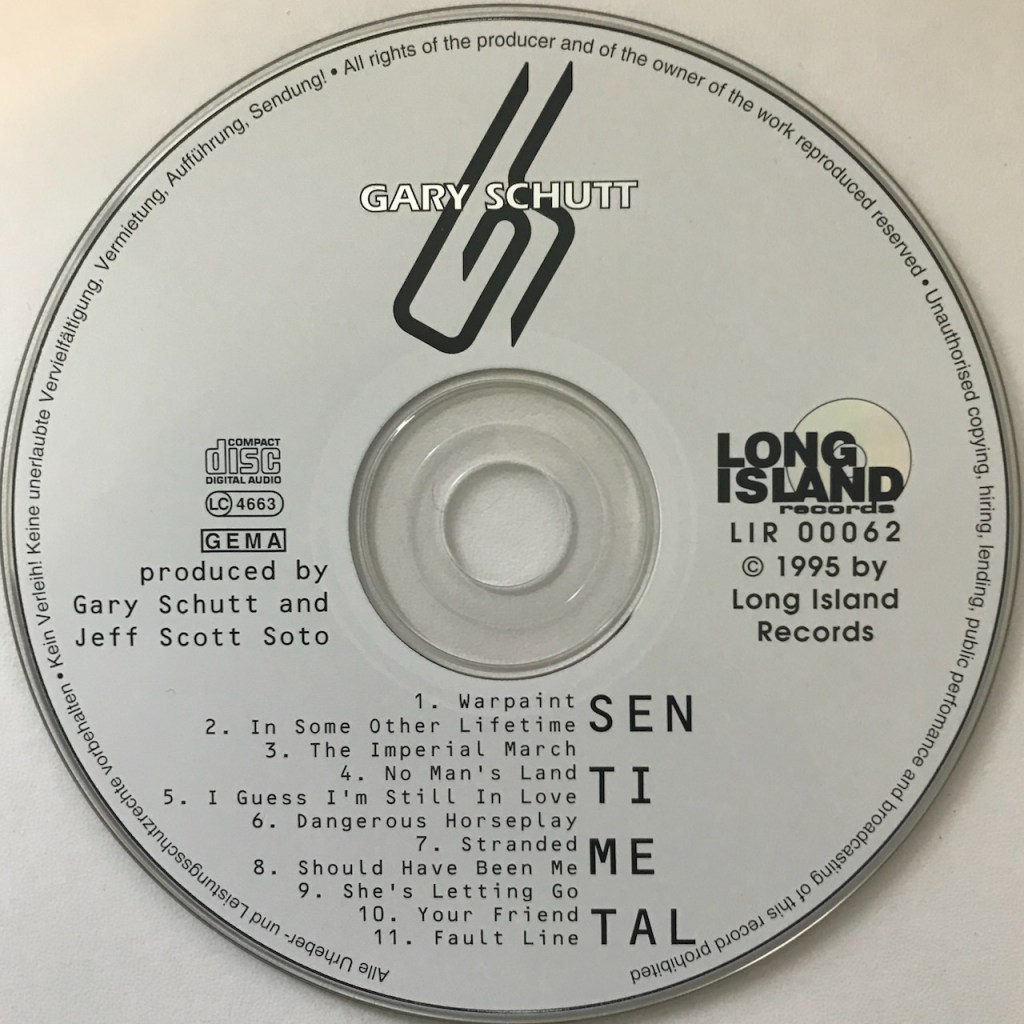 Alle Urheber- und Leistungsschutzrechte vorbehalten • Kein Verleih! Keine unerlaubte Vervielfältigung, Vermietung, Aufführung, Sendung! • All rights of the producer and of the owner of the work reproduced reserved • Unauthorised copying, hiring, lending, public perfomance and broadcasting of this record prohibited
GARY SCHUTT
COMPACT
disc
DIGITAL AUDIO
LC 4663
GEMA
produced by
Gary Schutt and
Jeff Scott Soto
LONG
ISLAND
records
LIR 00062
© 1995 by
Long Island
Records
1. Warpaint
2. In Some Other Lifetime
3. The Imperial March
4. No Man's Land
5. I Guess I'm Still In Love
6. Dangerous Horseplay
7. Stranded
8. Should Have Been Me
9. She's Letting Go
10. Your Friend
11. Fault Line
SEN
TI
ME
TAL